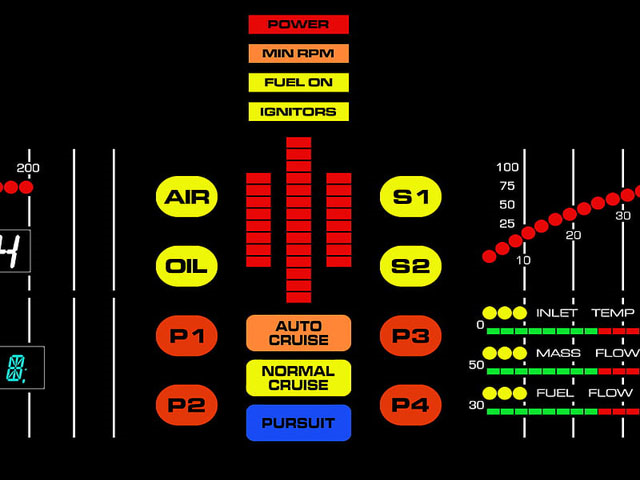 POWER
MIN RPM
FUEL ON
IGNITORS
200
4
8.
AIR
OIL
P1
P2
AUTO
CRUISE
NORMAL
CRUISE
PURSUIT
S1
S2
P3
P4
100
75
50
25
10
20
30
0
INLET TEMP
50
MASS FLOW
30
FUEL FLOW